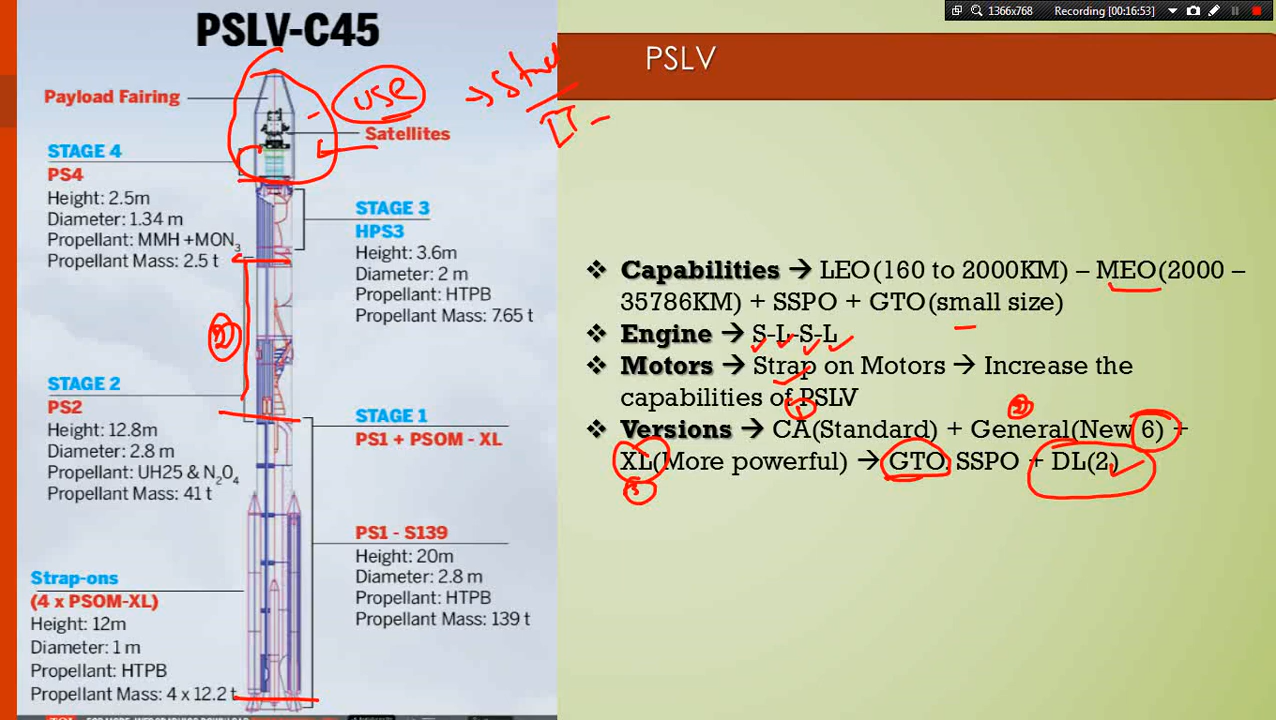 1366x768
Recording [00:16:53]
PSLV-C45
PSLV
Payload Fairing
use
Satellites
STAGE 4
PS4
Height: 2.5m
Diameter: 1.34 m
Propellant: MMH +MON3
Propellant Mass: 2.5 t
STAGE 3
HPS3
Height: 3.6m
Diameter: 2 m
Propellant: HTPB
Propellant Mass: 7.65 t
STAGE 2
PS2
Height: 12.8m
Diameter: 2.8 m
Propellant: UH25 & N2O4
Propellant Mass: 41 t
STAGE 1
PS1 + PSOM - XL
PS1 - S139
Height: 20m
Diameter: 2.8 m
Propellant: HTPB
Propellant Mass: 139 t
Strap-ons
(4 x PSOM-XL)
Height: 12m
Diameter: 1 m
Propellant: HTPB
Propellant Mass: 4 x 12.2 t
❖ Capabilities → LEO(160 to 2000KM) – MEO(2000 –
35786KM) + SSPO + GTO(small size)
❖ Engine → S-L-S-L
❖ Motors → Strap on Motors → Increase the
capabilities of PSLV
❖ Versions → CA(Standard) + General(New 6) +
XL(More powerful) → GTO, SSPO + DL(2)